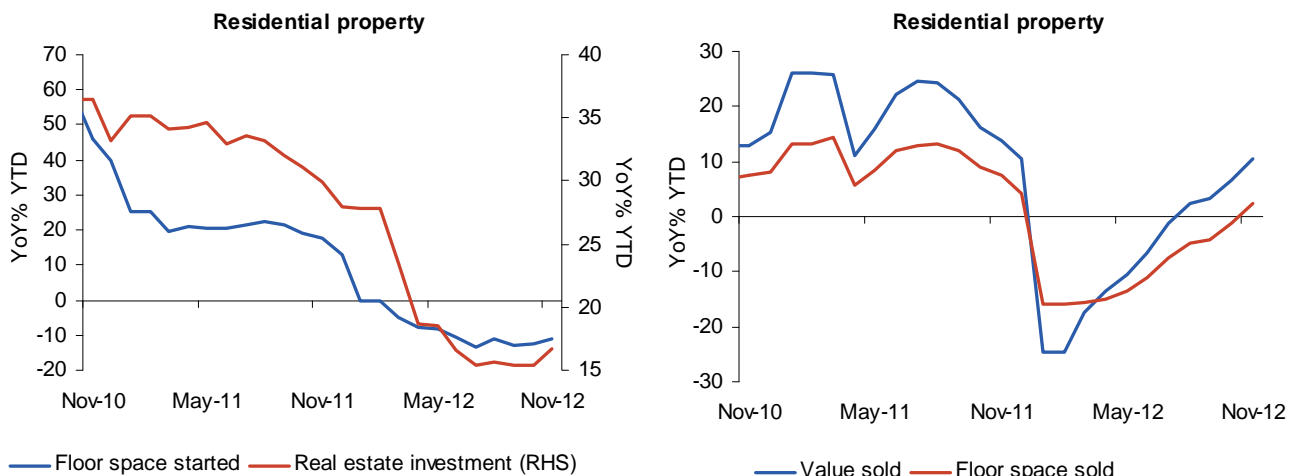 Residential property
70
60
50
40
30
20
10
0
-10
-20
YoY% YTD
40
35
30
25
20
15
YoY% YTD
Nov-10 May-11 Nov-11 May-12 Nov-12
Floor space started Real estate investment (RHS)
Residential property
30
20
10
0
-10
-20
-30
YoY% YTD
Nov-10 May-11 Nov-11 May-12 Nov-12
Value sold Floor space sold